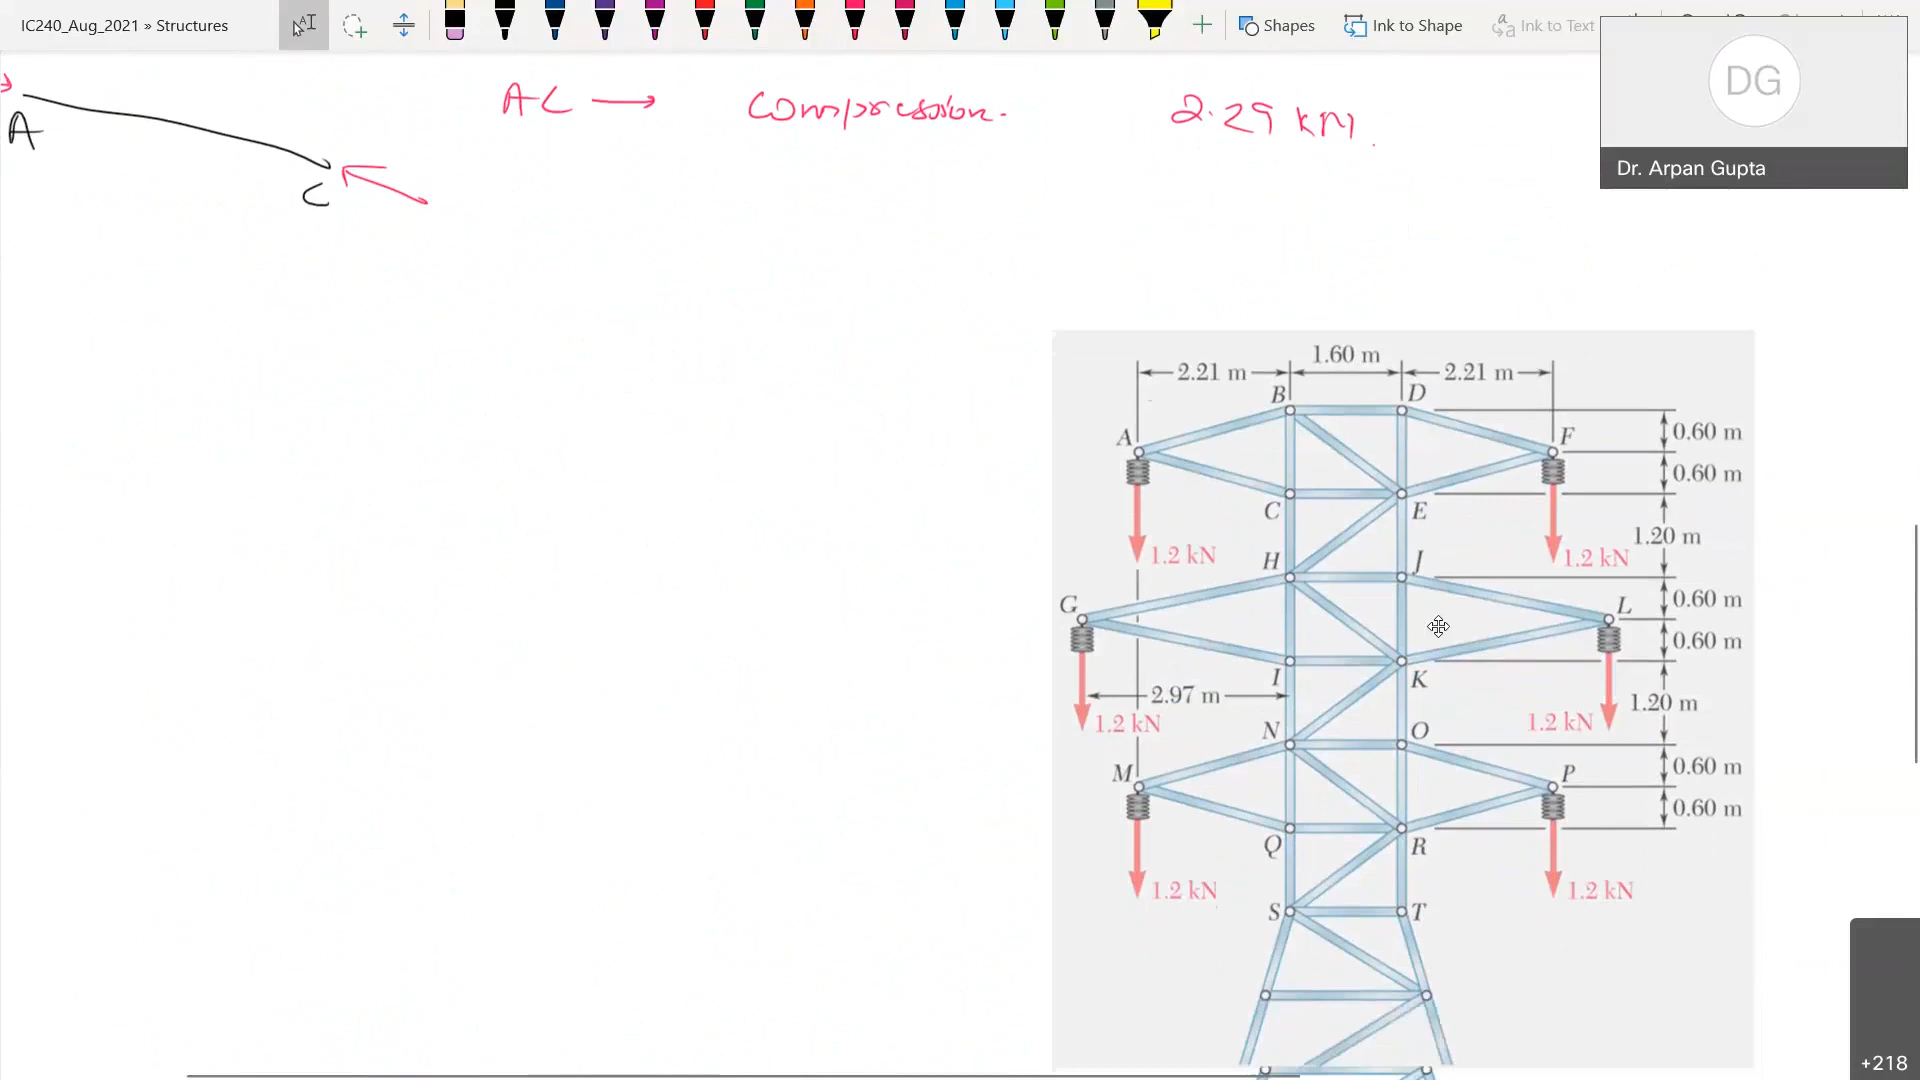 IC240_Aug_2021 » Structures
Shapes
Ink to Shape
Ink to Text
DG
Dr. Arpan Gupta
A
C
AC → Compression. 2.29 kN.
1.60 m
2.21 m
2.21 m
B
D
A
F
0.60 m
0.60 m
C
E
1.20 m
1.2 kN
1.2 kN
H
J
G
L
0.60 m
0.60 m
I
K
2.97 m
1.20 m
1.2 kN
1.2 kN
N
O
M
P
0.60 m
0.60 m
Q
R
1.2 kN
1.2 kN
S
T
+218